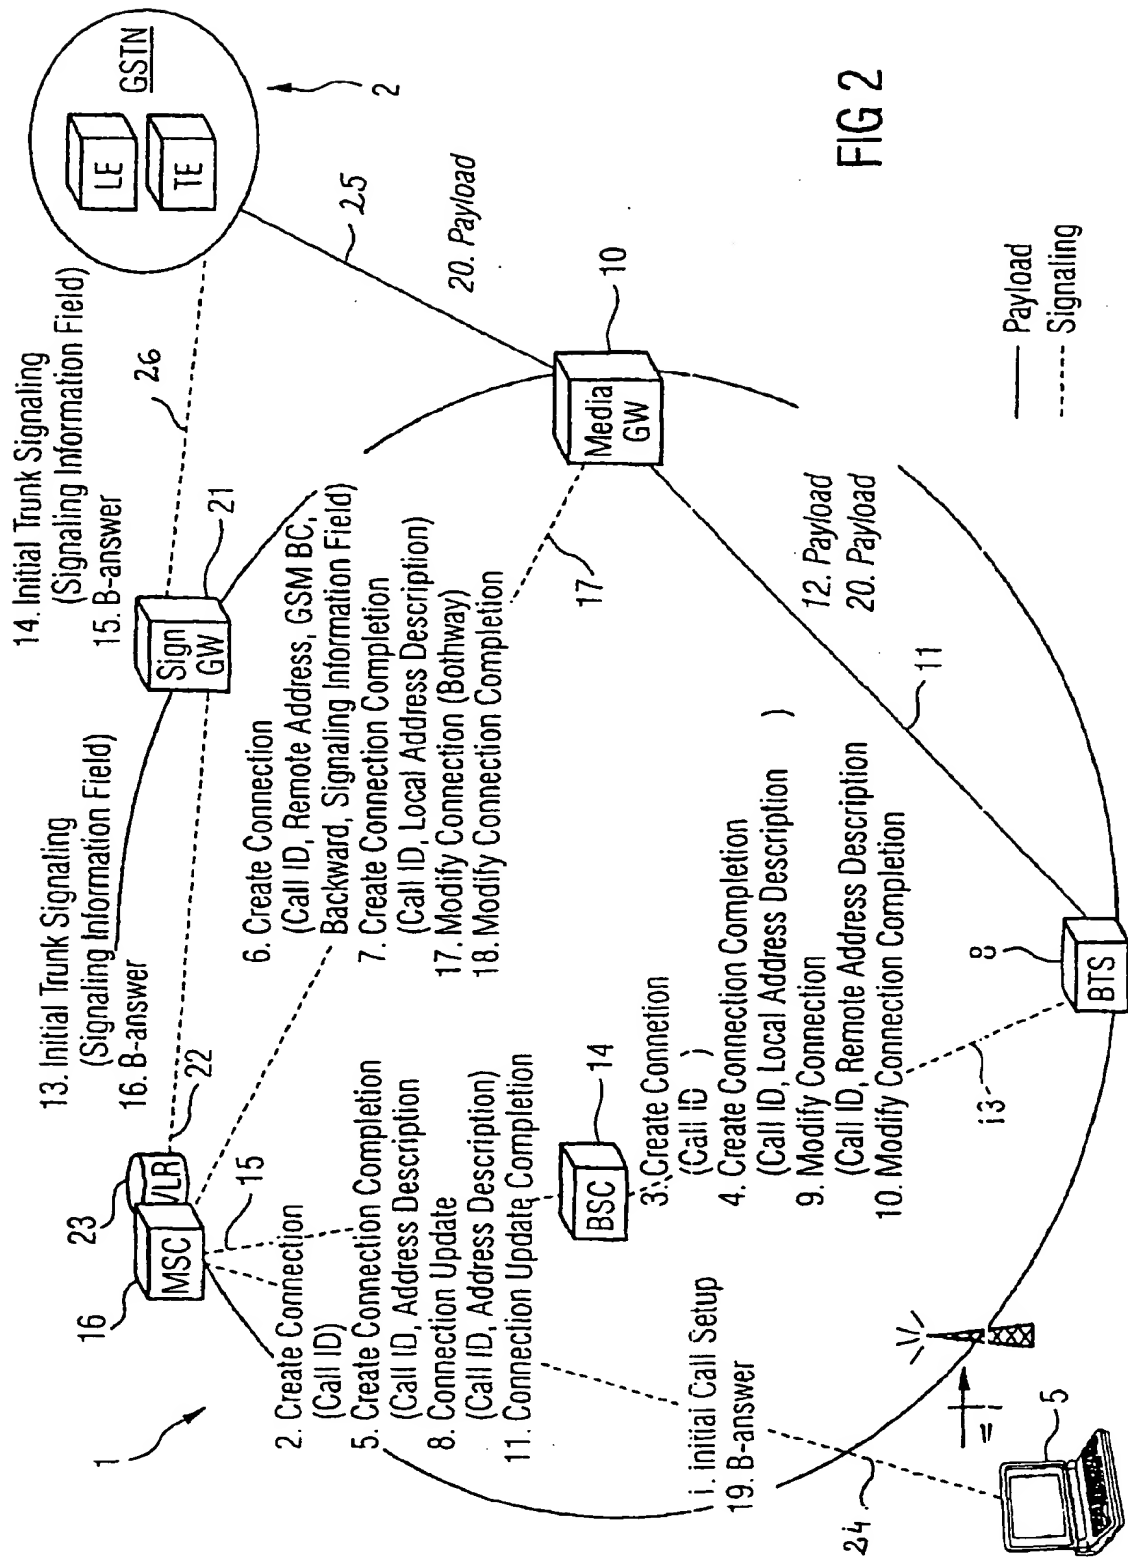 1
16
23
MSC
VLR
22
15
13. Initial Trunk Signaling
(Signaling Information Field)
16. B-answer
14. Initial Trunk Signaling
(Signaling Information Field)
15. B-answer
Sign
GW
21
26
LE
TE
GSTN
2
25
20. Payload
2. Create Connection
(Call ID)
5. Create Connection Completion
(Call ID, Address Description)
8. Connection Update
(Call ID, Address Description)
11. Connection Update Completion
6. Create Connection
(Call ID, Remote Address, GSM BC,
Backward, Signaling Information Field)
7. Create Connection Completion
(Call ID, Local Address Description)
17. Modify Connection (Bothway)
18. Modify Connection Completion
17
Media
GW
10
BSC
14
3. Create Connetion
(Call ID )
4. Create Connection Completion
(Call ID, Local Address Description )
9. Modify Connection
(Call ID, Remote Address Description)
10. Modify Connection Completion
12. Payload
20. Payload
11
i. Initial Call Setup
19. B-answer
24
5
v
i3
BTS
8
Payload
Signaling
FIG 2